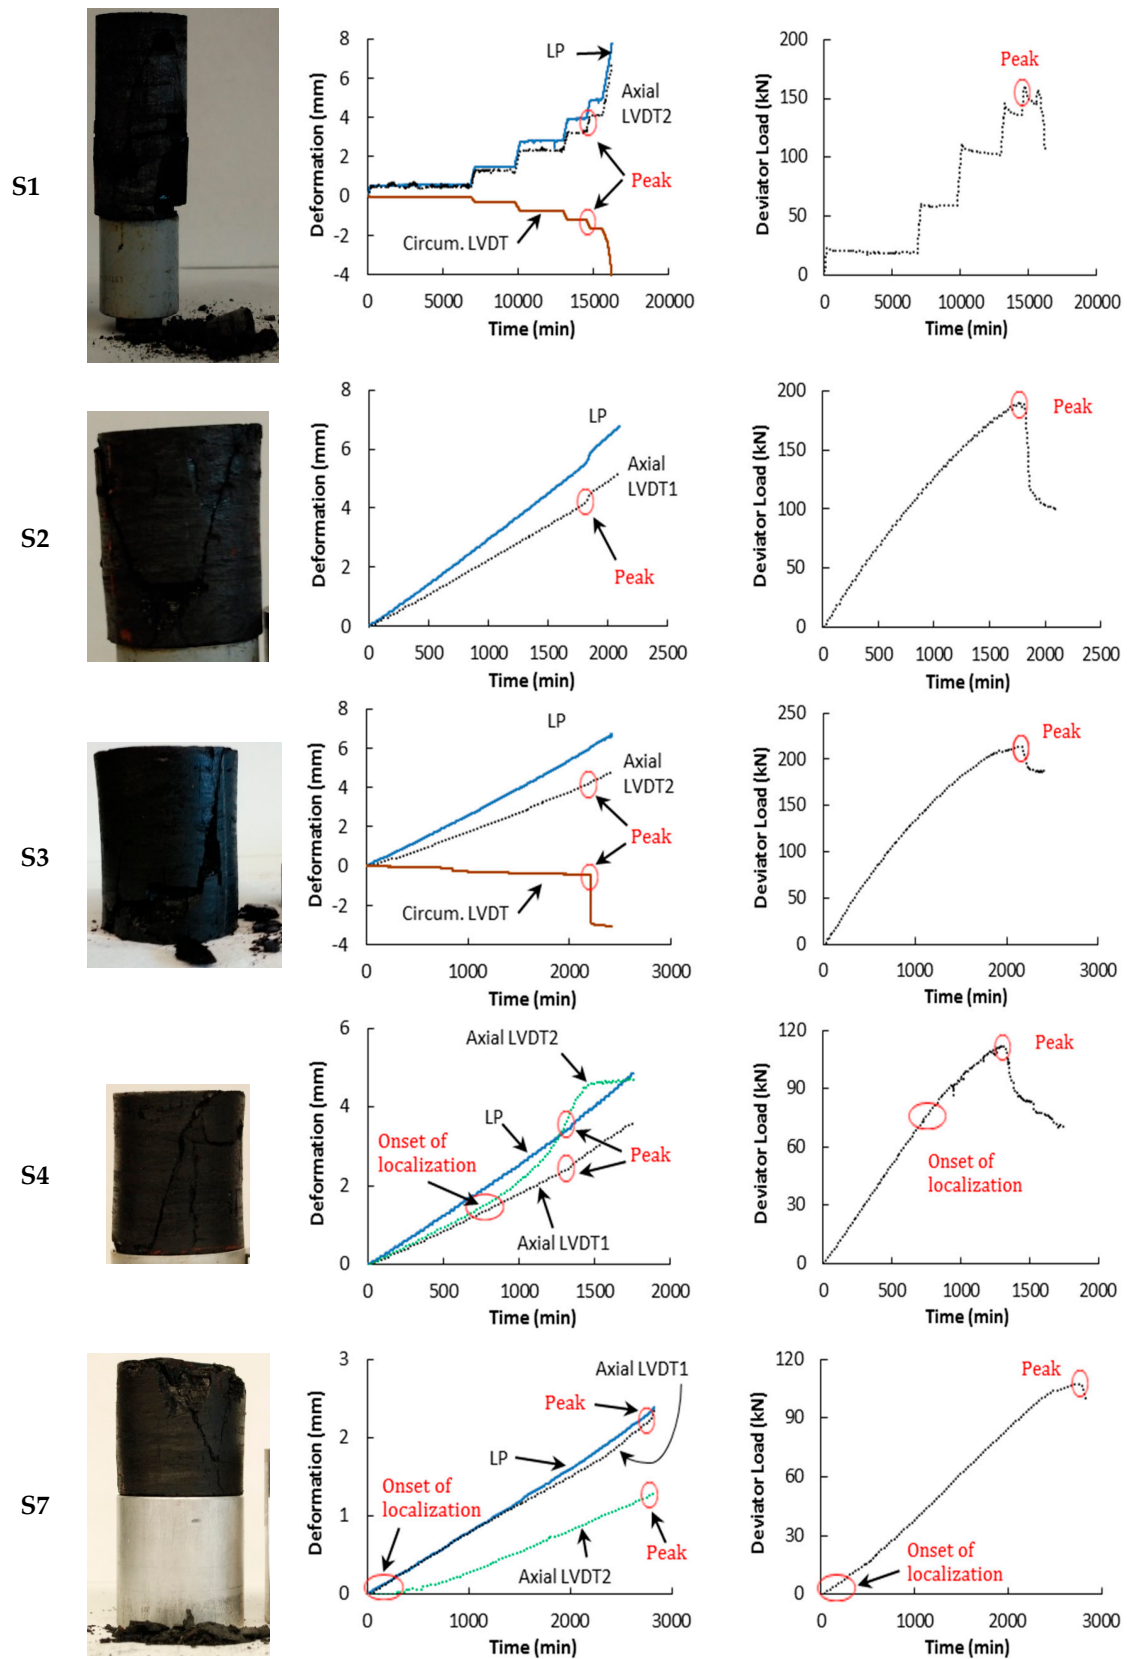 S1
8
6
4
2
0
-2
-4
Deformation (mm)
LP
Axial
LVDT2
Peak
Circum. LVDT
0 5000 10000 15000 20000
Time (min)
200
150
100
50
0
Deviator Load (kN)
Peak
0 5000 10000 15000 20000
Time (min)
S2
8
6
4
2
0
Deformation (mm)
LP
Axial
LVDT1
Peak
0 500 1000 1500 2000 2500
Time (min)
200
150
100
50
0
Deviator Load (kN)
Peak
0 500 1000 1500 2000 2500
Time (min)
S3
8
6
4
2
0
-2
-4
Deformation (mm)
LP
Axial
LVDT2
Peak
Circum. LVDT
0 1000 2000 3000
Time (min)
250
200
150
100
50
0
Deviator Load (kN)
Peak
0 1000 2000 3000
Time (min)
S4
6
4
2
0
Deformation (mm)
Axial LVDT2
LP
Onset of
localization
Peak
Axial LVDT1
0 500 1000 1500 2000
Time (min)
120
90
60
30
0
Deviator Load (kN)
Peak
Onset of
localization
0 500 1000 1500 2000
Time (min)
S7
3
2
1
0
Deformation (mm)
Axial LVDT1
Peak
LP
Onset of
localization
Peak
Axial LVDT2
0 1000 2000 3000
Time (min)
120
90
60
30
0
Deviator Load (kN)
Peak
Onset of
localization
0 1000 2000 3000
Time (min)